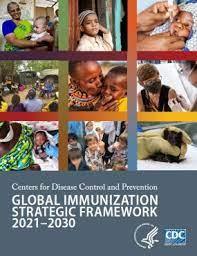 Centers for Disease Control and Prevention
GLOBAL IMMUNIZATION
STRATEGIC FRAMEWORK
2021–2030
CDC